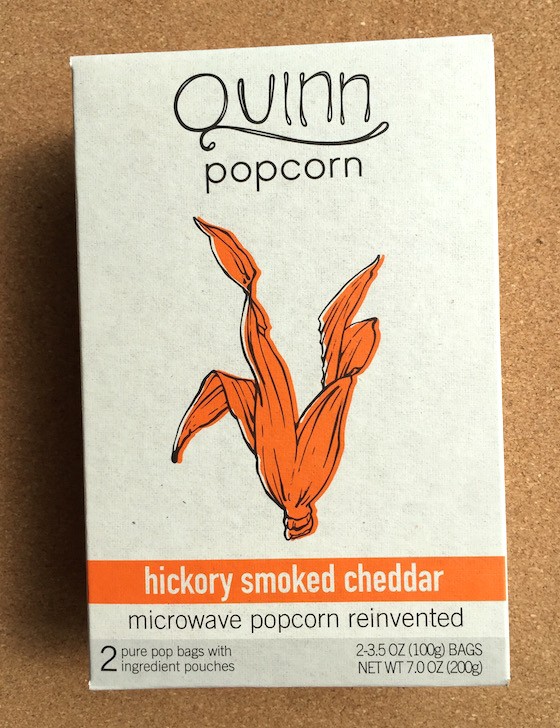 Quinn
popcorn
hickory smoked cheddar
microwave popcorn reinvented
2 pure pop bags with
ingredient pouches
2-3.5 OZ (100g) BAGS
NET WT 7.0 OZ (200g)